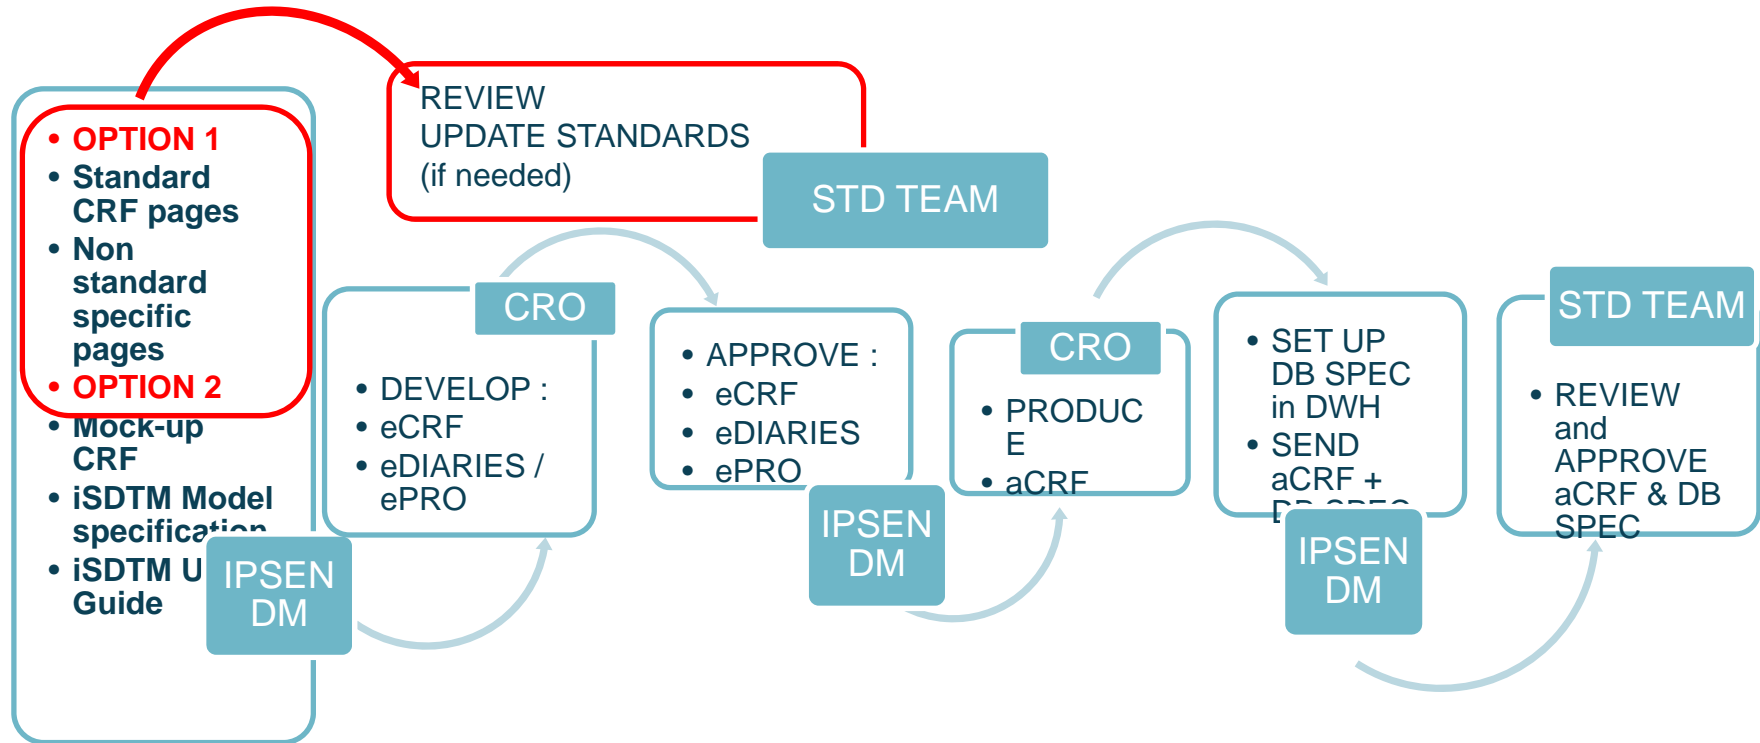 • OPTION 1
• Standard
CRF pages
• Non
standard
specific
pages
• OPTION 2
• Mock-up
CRF
• iSDTM Model
specification
• iSDTM U
Guide
IPSEN
DM
REVIEW
UPDATE STANDARDS
(if needed)
STD TEAM
CRO
• DEVELOP :
• eCRF
• eDIARIES /
ePRO
• APPROVE :
• eCRF
• eDIARIES
• ePRO
IPSEN
DM
CRO
• PRODUC
E
• aCRF
• SET UP
DB SPEC
in DWH
• SEND
aCRF +
DB SPEC
IPSEN
DM
STD TEAM
• REVIEW
and
APPROVE
aCRF & DB
SPEC